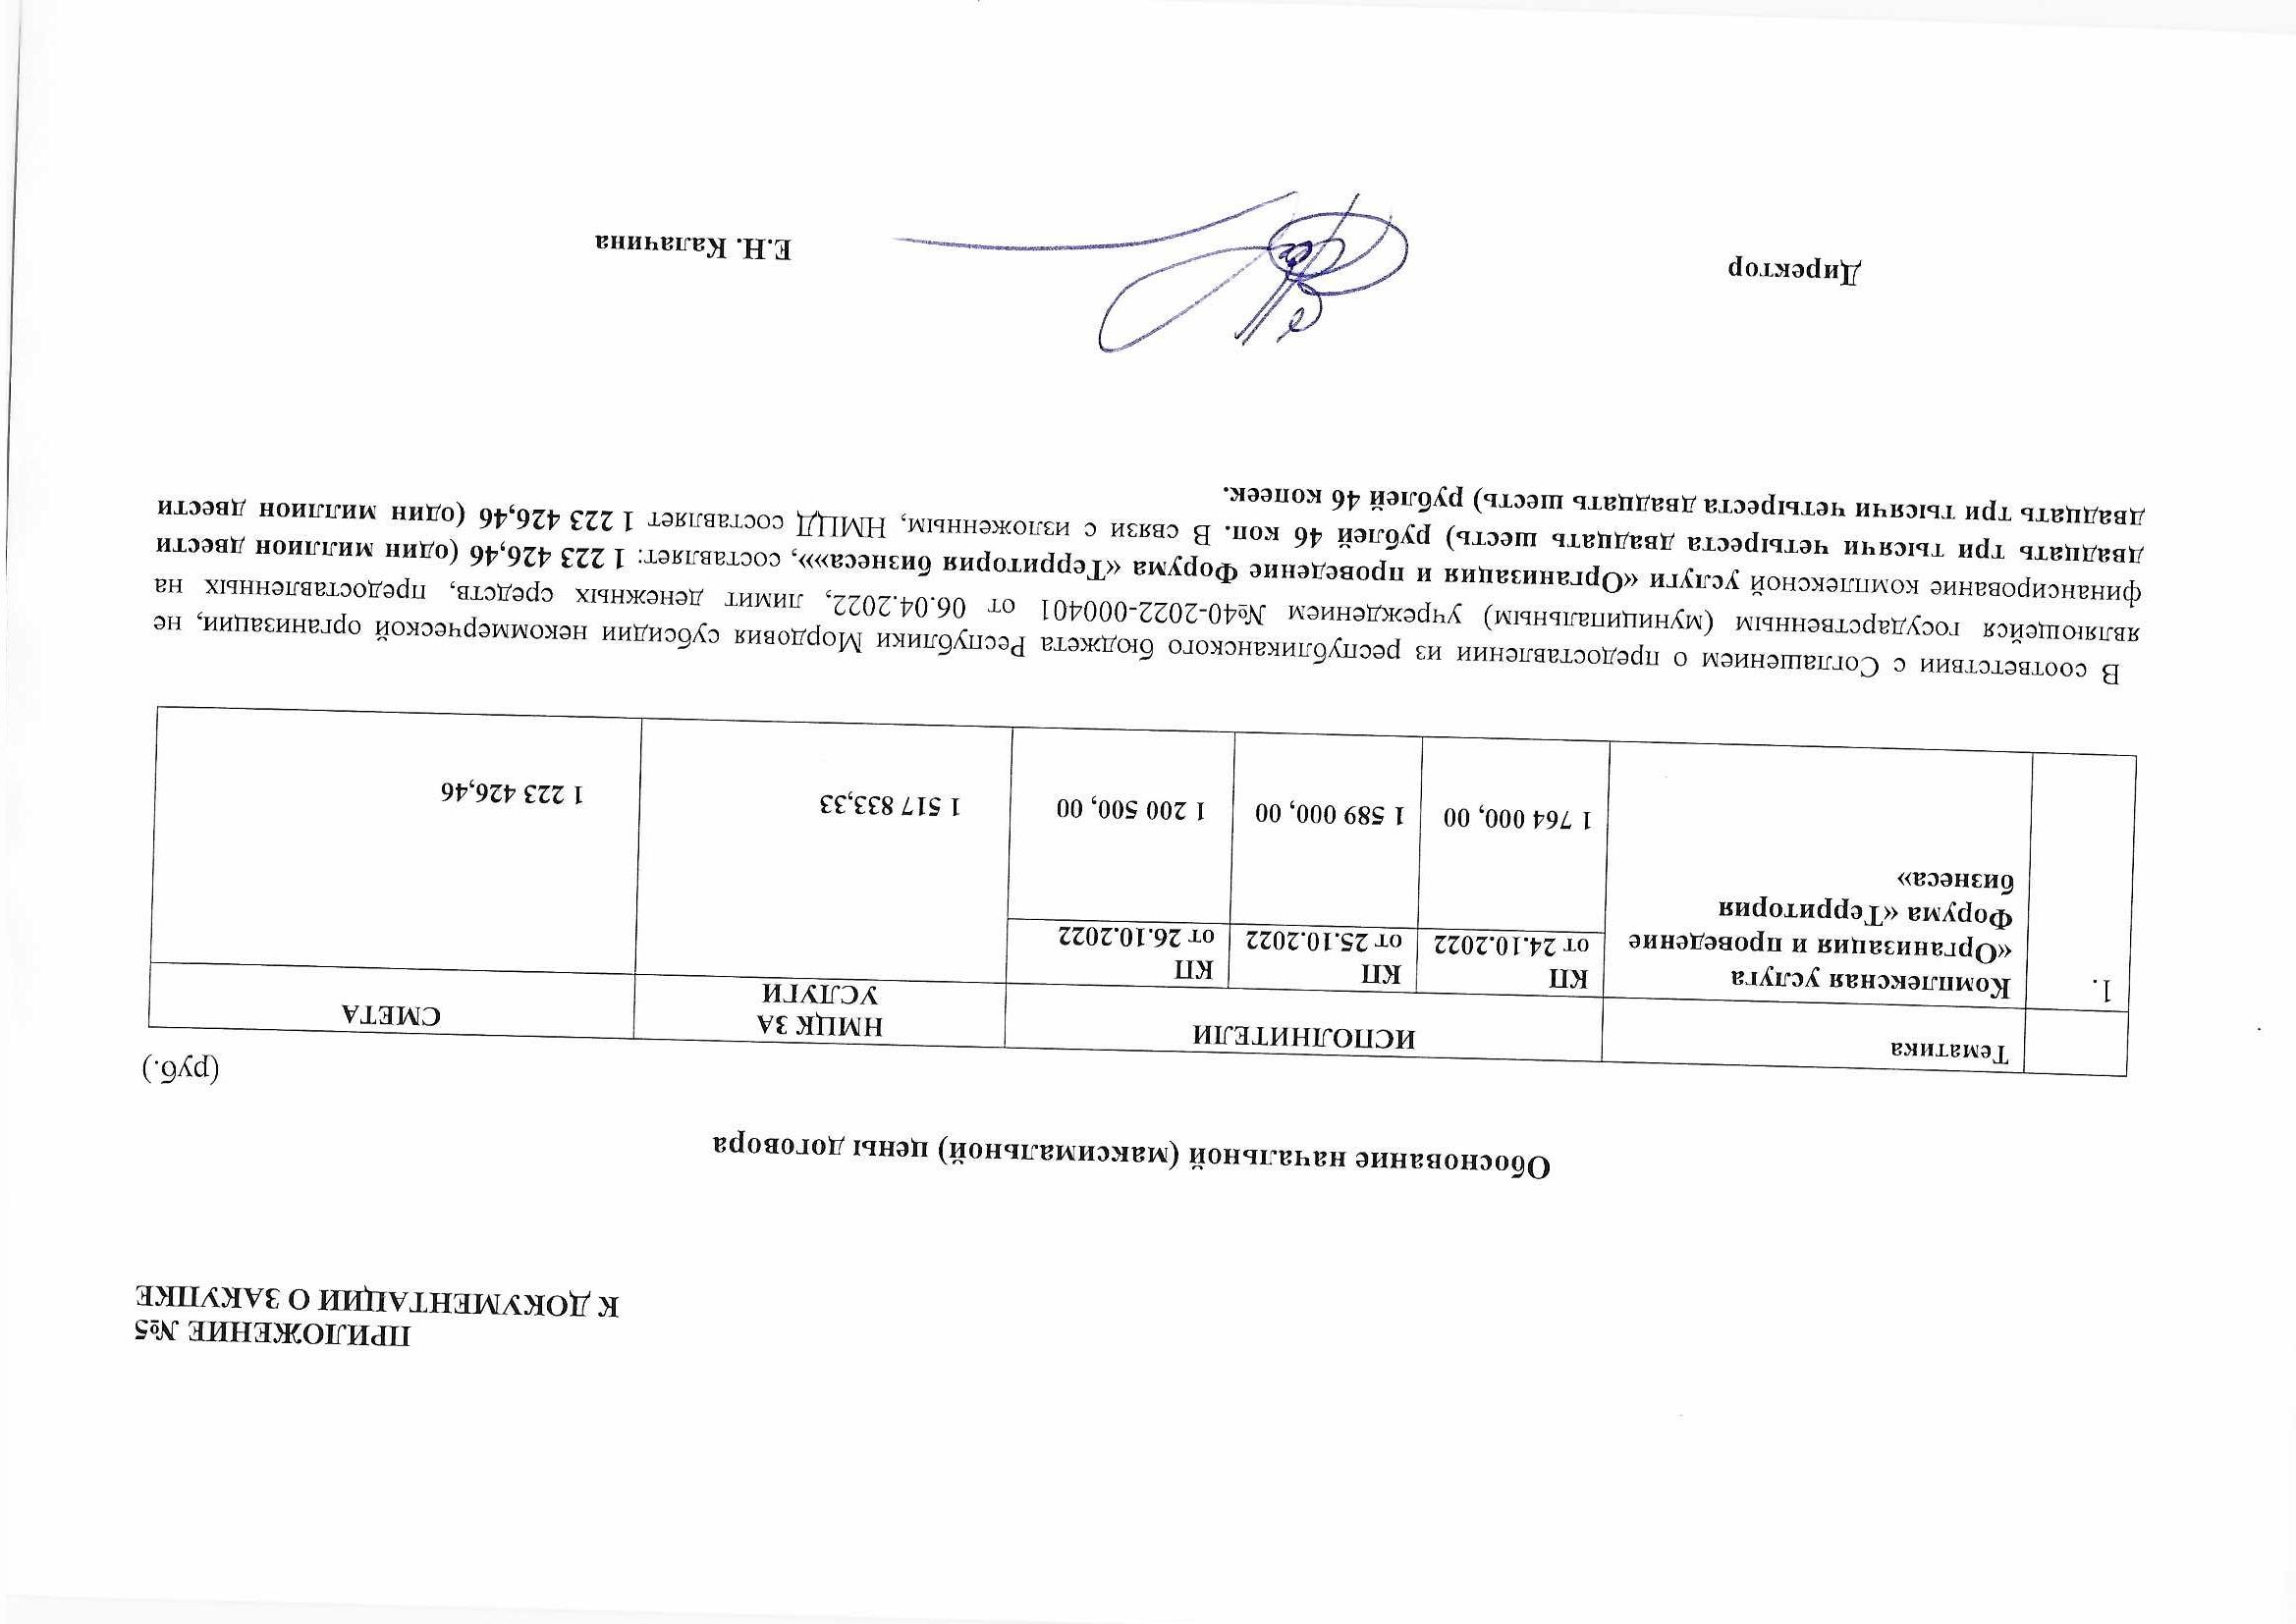 ПРИЛОЖЕНИЕ №5
К ДОКУМЕНТАЦИИ О ЗАКУПКЕ
Обоснование начальной (максимальной) цены договора
(руб.)
Тематика ИСПОЛНИТЕЛИ НМЦК ЗА УСЛУГИ СМЕТА
1. Комплексная услуга
«Организация и проведение
Форума «Территория
бизнеса»
КП
от 24.10.2022
КП
от 25.10.2022
КП
от 26.10.2022
1 764 000, 00 1 589 000, 00 1 200 500, 00 1 517 833,33 1 223 426,46
В соответствии с Соглашением о предоставлении из республиканского бюджета Республики Мордовия субсидии некоммерческой организации, не
являющейся государственным (муниципальным) учреждением №40-2022-000401 от 06.04.2022, лимит денежных средств, предоставленных на
финансирование комплексной услуги «Организация и проведение Форума «Территория бизнеса»», составляет: 1 223 426,46 (один миллион двести
двадцать три тысячи четыреста двадцать шесть) рублей 46 коп. В связи с изложенным, НМЦД составляет 1 223 426,46 (один миллион двести
двадцать три тысячи четыреста двадцать шесть) рублей 46 копеек.
Директор Е.Н. Калачина